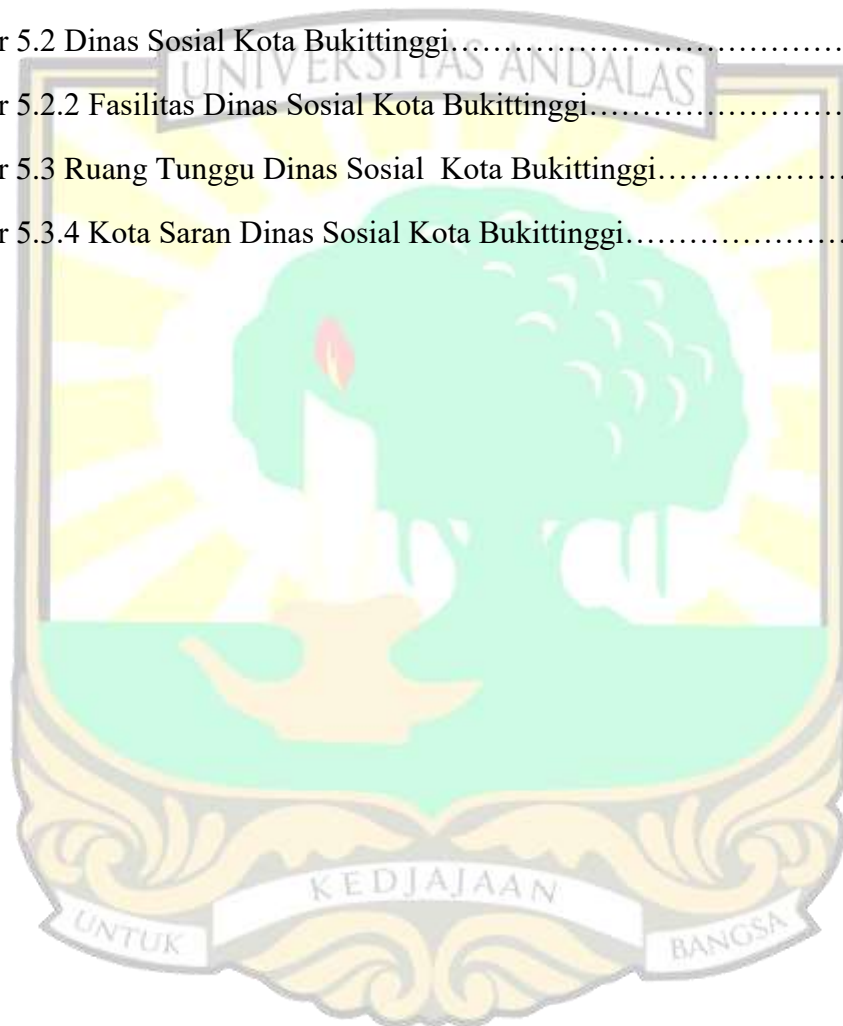 r 5.2 Dinas Sosial Kota Bukittinggi……………………………………
UNIVERSITAS ANDALAS
r 5.2.2 Fasilitas Dinas Sosial Kota Bukittinggi………………………
r 5.3 Ruang Tunggu Dinas Sosial  Kota Bukittinggi…………………
r 5.3.4 Kota Saran Dinas Sosial Kota Bukittinggi……………………
KEDJAJAAN
UNTUK BANGSA